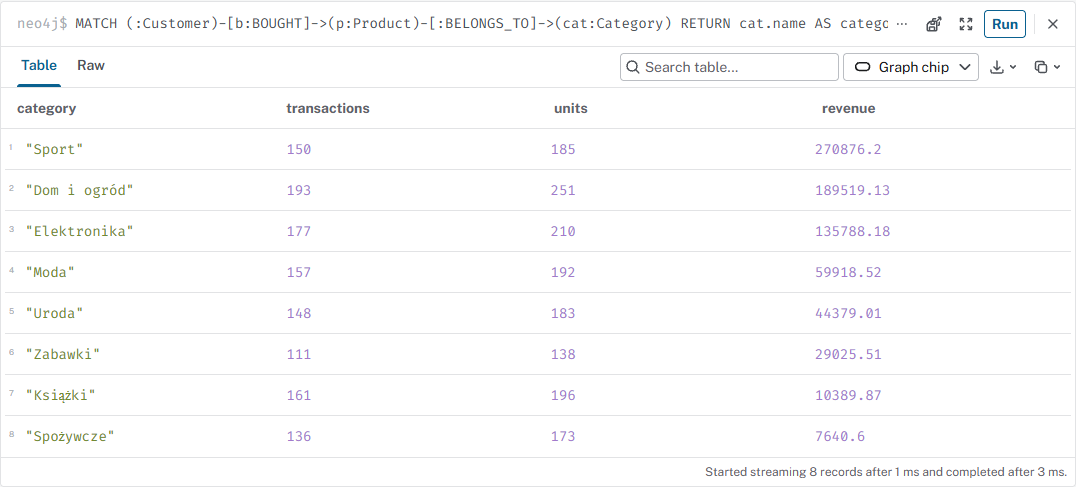 neo4j$ MATCH (:Customer)-[b:BOUGHT]->(p:Product)-[:BELONGS_TO]->(cat:Category) RETURN cat.name AS catego ··· Run
Table Raw Search table... Graph chip
category transactions units revenue
1 "Sport" 150 185 270876.2
2 "Dom i ogród" 193 251 189519.13
3 "Elektronika" 177 210 135788.18
4 "Moda" 157 192 59918.52
5 "Uroda" 148 183 44379.01
6 "Zabawki" 111 138 29025.51
7 "Książki" 161 196 10389.87
8 "Spożywcze" 136 173 7640.6
Started streaming 8 records after 1 ms and completed after 3 ms.